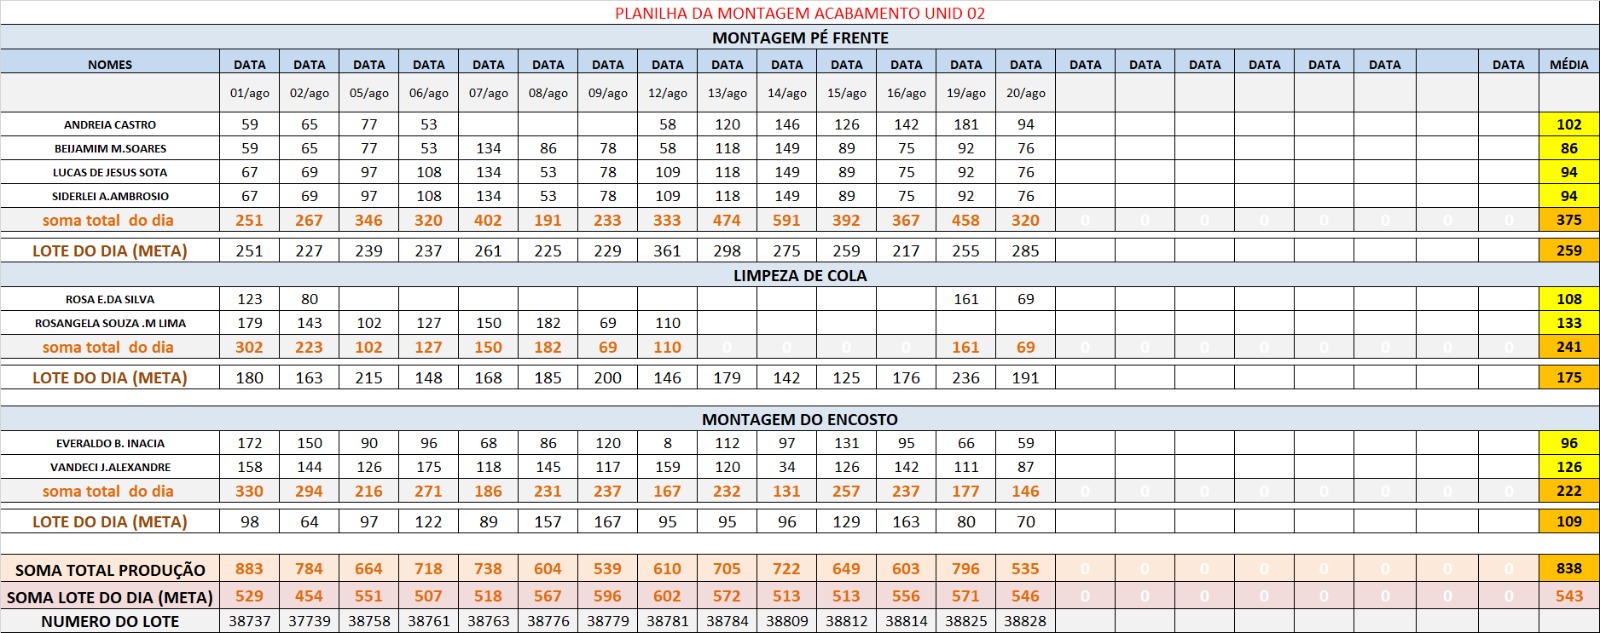 PLANILHA DA MONTAGEM ACABAMENTO UNID 02
MONTAGEM PÉ FRENTE
NOMES DATA DATA DATA DATA DATA DATA DATA DATA DATA DATA DATA DATA DATA DATA DATA DATA DATA DATA DATA DATA DATA MÉDIA
01/ago 02/ago 05/ago 06/ago 07/ago 08/ago 09/ago 12/ago 13/ago 14/ago 15/ago 16/ago 19/ago 20/ago
ANDREIA CASTRO 59 65 77 53 58 120 146 126 142 181 94 102
BEIJAMIM M.SOARES 59 65 77 53 134 86 78 58 118 149 89 75 92 76 86
LUCAS DE JESUS SOTA 67 69 97 108 134 53 78 109 118 149 89 75 92 76 94
SIDERLEI A.AMBROSIO 67 69 97 108 134 53 78 109 118 149 89 75 92 76 94
soma total do dia 251 267 346 320 402 191 233 333 474 591 392 367 458 320 0 0 0 0 0 0 0 0 375
LOTE DO DIA (META) 251 227 239 237 261 225 229 361 298 275 259 217 255 285 259
LIMPEZA DE COLA
ROSA E.DA SILVA 123 80 161 69 108
ROSANGELA SOUZA .M LIMA 179 143 102 127 150 182 69 110 133
soma total do dia 302 223 102 127 150 182 69 110 0 0 0 0 161 69 0 0 0 0 0 0 0 0 241
LOTE DO DIA (META) 180 163 215 148 168 185 200 146 179 142 125 176 236 191 175
MONTAGEM DO ENCOSTO
EVERALDO B. INACIA 172 150 90 96 68 86 120 8 112 97 131 95 66 59 96
VANDECI J.ALEXANDRE 158 144 126 175 118 145 117 159 120 34 126 142 111 87 126
soma total do dia 330 294 216 271 186 231 237 167 232 131 257 237 177 146 0 0 0 0 0 0 0 0 222
LOTE DO DIA (META) 98 64 97 122 89 157 167 95 95 96 129 163 80 70 109
SOMA TOTAL PRODUÇÃO 883 784 664 718 738 604 539 610 705 722 649 603 796 535 0 0 0 0 0 0 0 0 838
SOMA LOTE DO DIA (META) 529 454 551 507 518 567 596 602 572 513 513 556 571 546 0 0 0 0 0 0 0 0 543
NUMERO DO LOTE 38737 37739 38758 38761 38763 38776 38779 38781 38784 38809 38812 38814 38825 38828